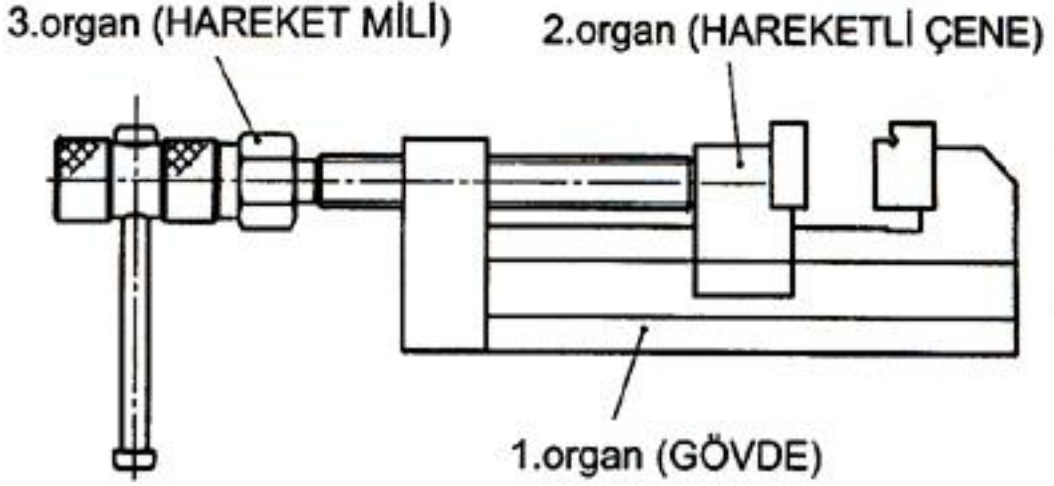 3.organ (HAREKET MİLİ)
2.organ (HAREKETLİ ÇENE)
1.organ (GÖVDE)